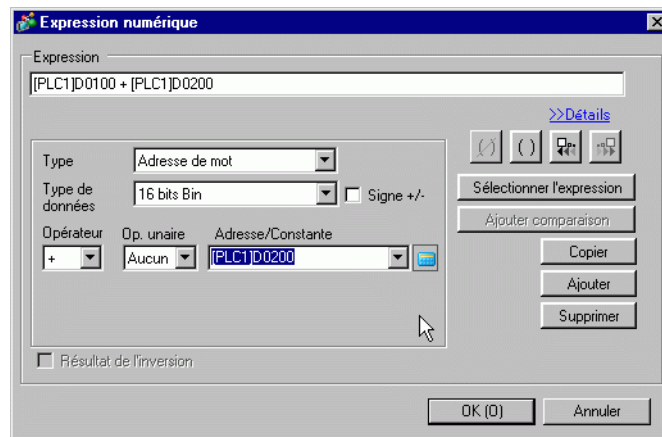 Expression numérique
Expression
[PLC1]D0100 + [PLC1]D0200
>>Détails
( ) 
Type
Adresse de mot
Type de données
16 bits Bin
Signe +/-
Sélectionner l'expression
Ajouter comparaison
Opérateur
Op. unaire
Adresse/Constante
+
Aucun
[PLC1]D0200
Copier
Ajouter
Supprimer
Résultat de l'inversion
OK (O)
Annuler